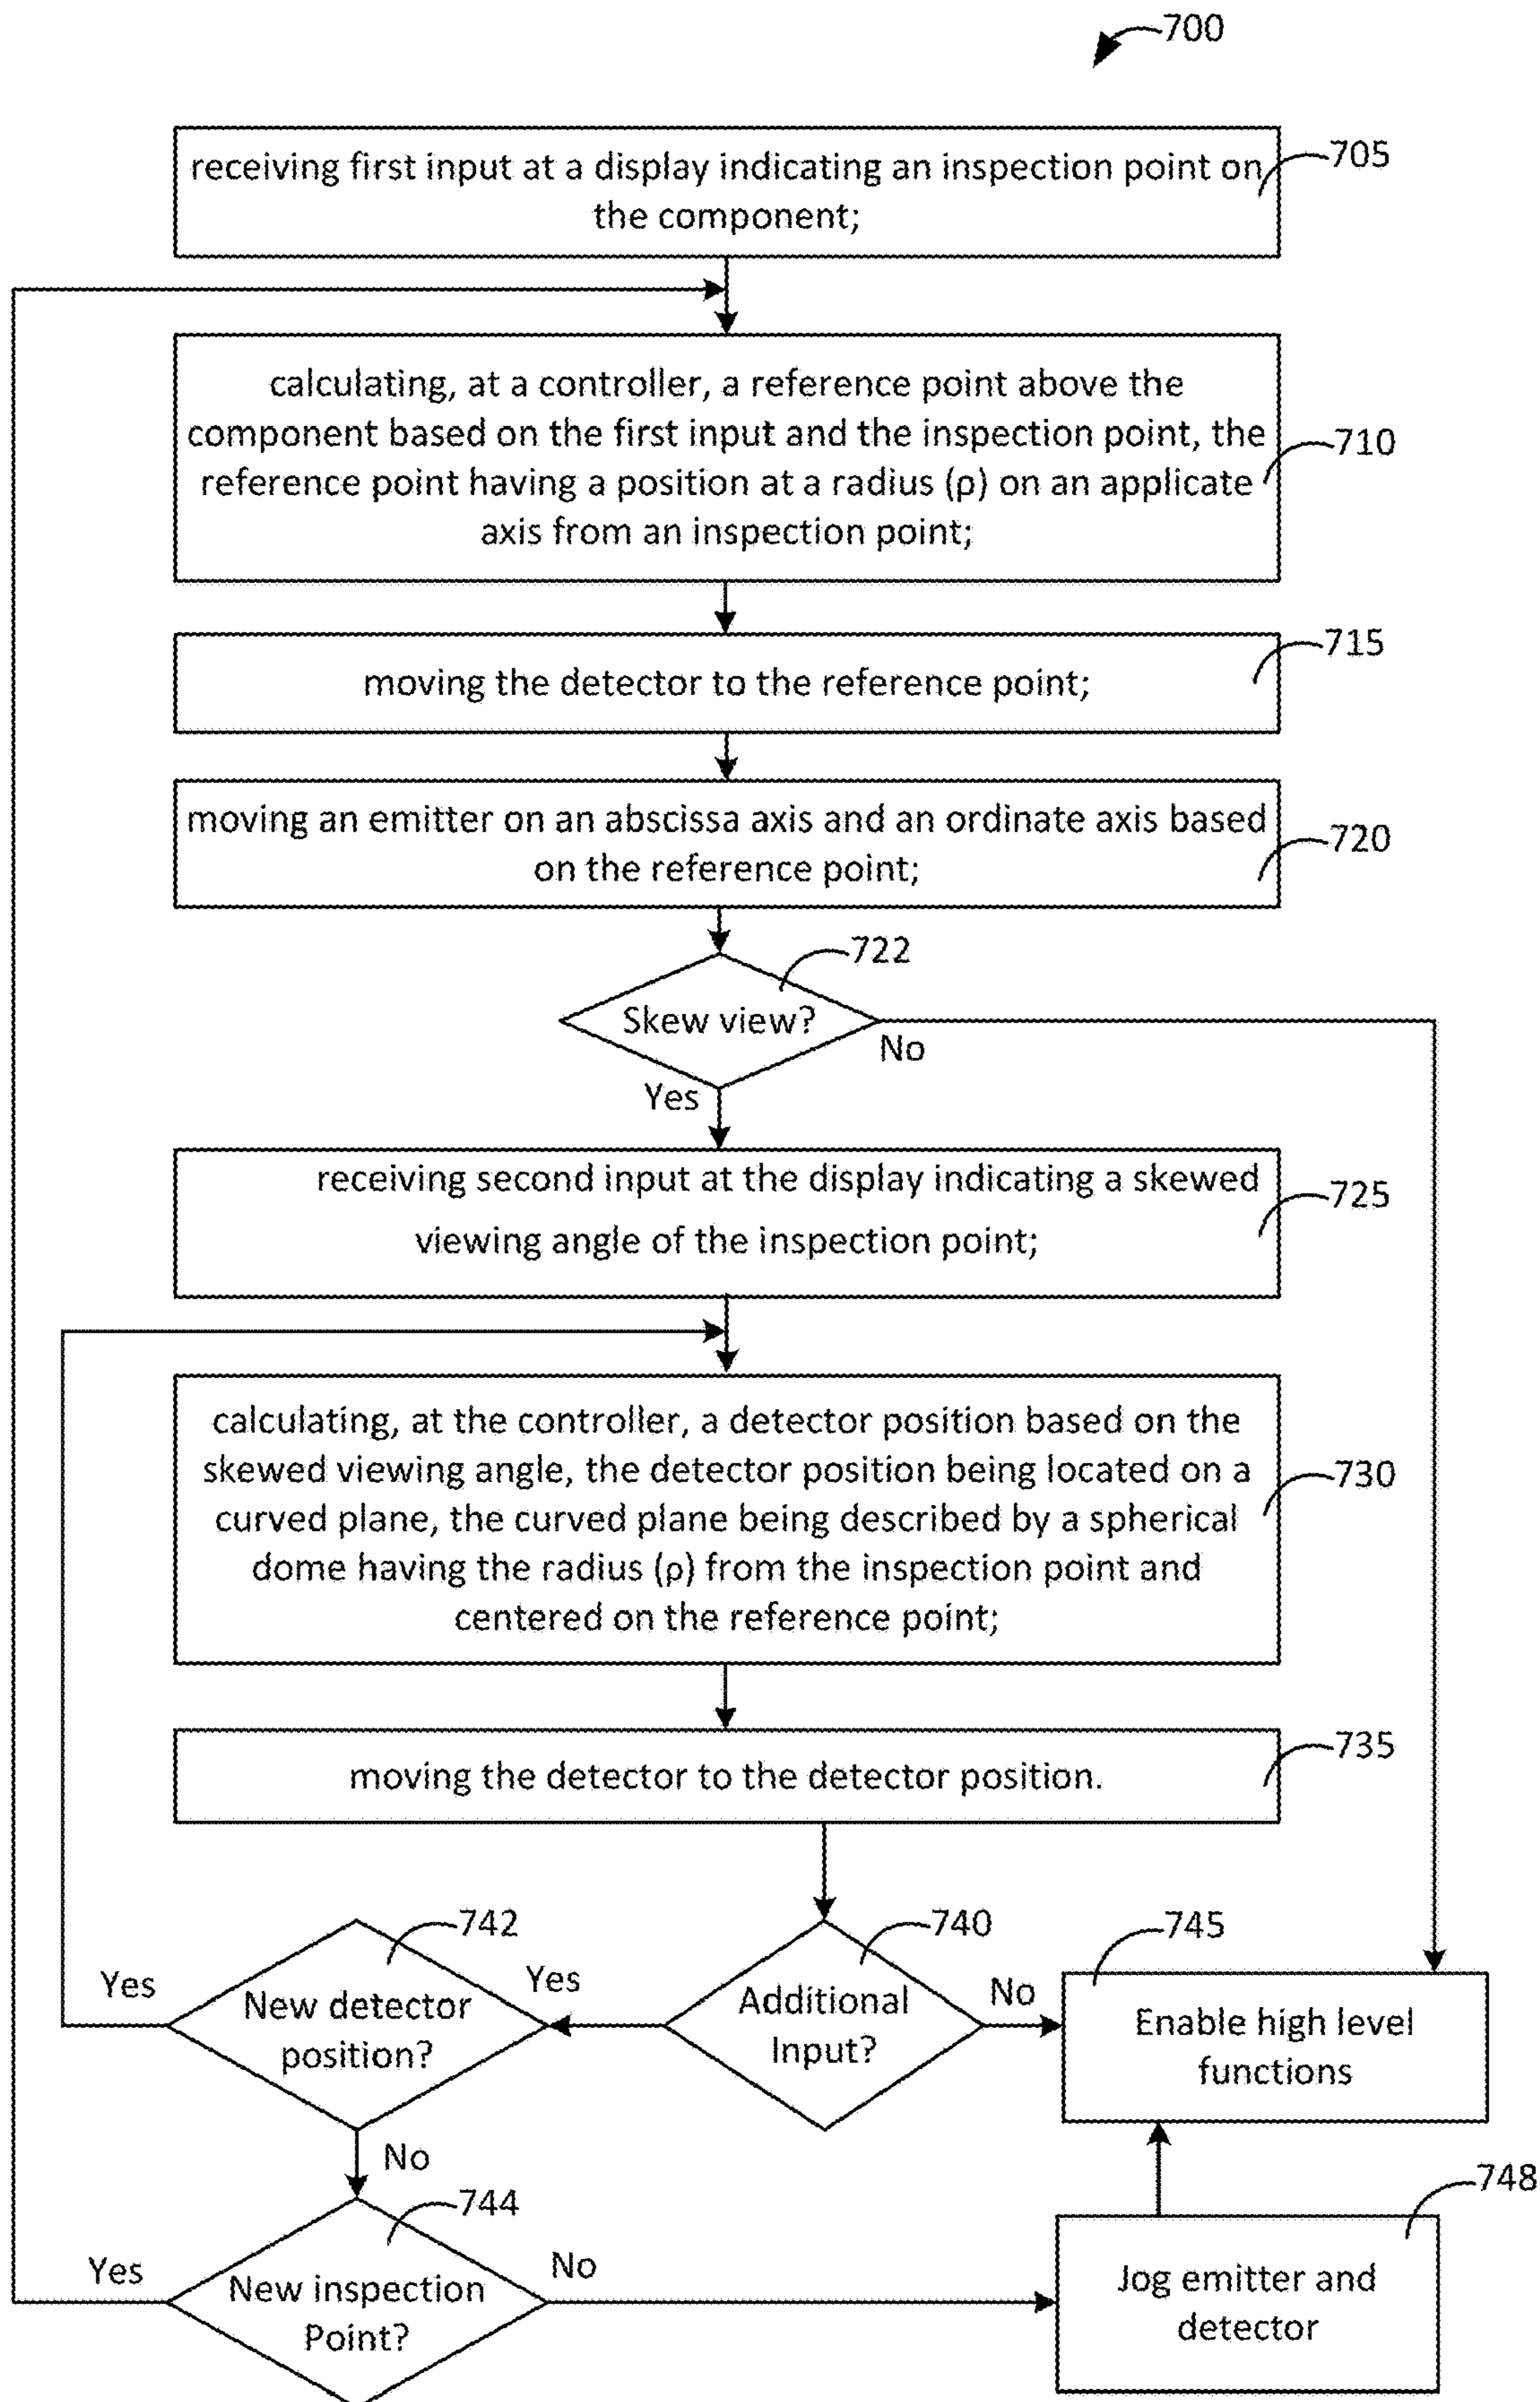 700
receiving first input at a display indicating an inspection point on
the component;
705
calculating, at a controller, a reference point above the
component based on the first input and the inspection point, the
reference point having a position at a radius (ρ) on an applicate
axis from an inspection point;
710
moving the detector to the reference point;
715
moving an emitter on an abscissa axis and an ordinate axis based
on the reference point;
720
722
Skew view?
No
Yes
receiving second input at the display indicating a skewed
viewing angle of the inspection point;
725
calculating, at the controller, a detector position based on the
skewed viewing angle, the detector position being located on a
curved plane, the curved plane being described by a spherical
dome having the radius (ρ) from the inspection point and
centered on the reference point;
730
moving the detector to the detector position.
735
742
740
745
Yes
New detector
position?
Yes
Additional
Input?
No
Enable high level
functions
No
744
748
Yes
New inspection
Point?
No
Jog emitter and
detector